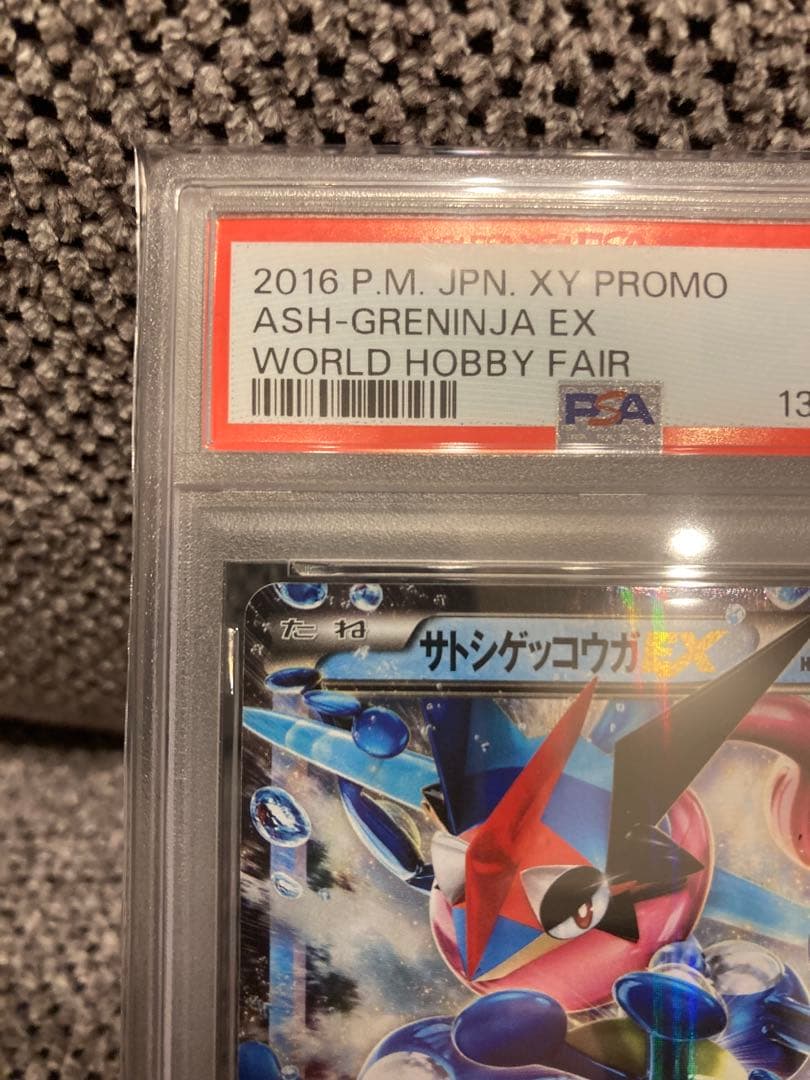 2016 P.M. JPN. XY PROMO
ASH-GRENINJA EX
WORLD HOBBY FAIR
PSA
13
たね
サトシゲッコウガEX